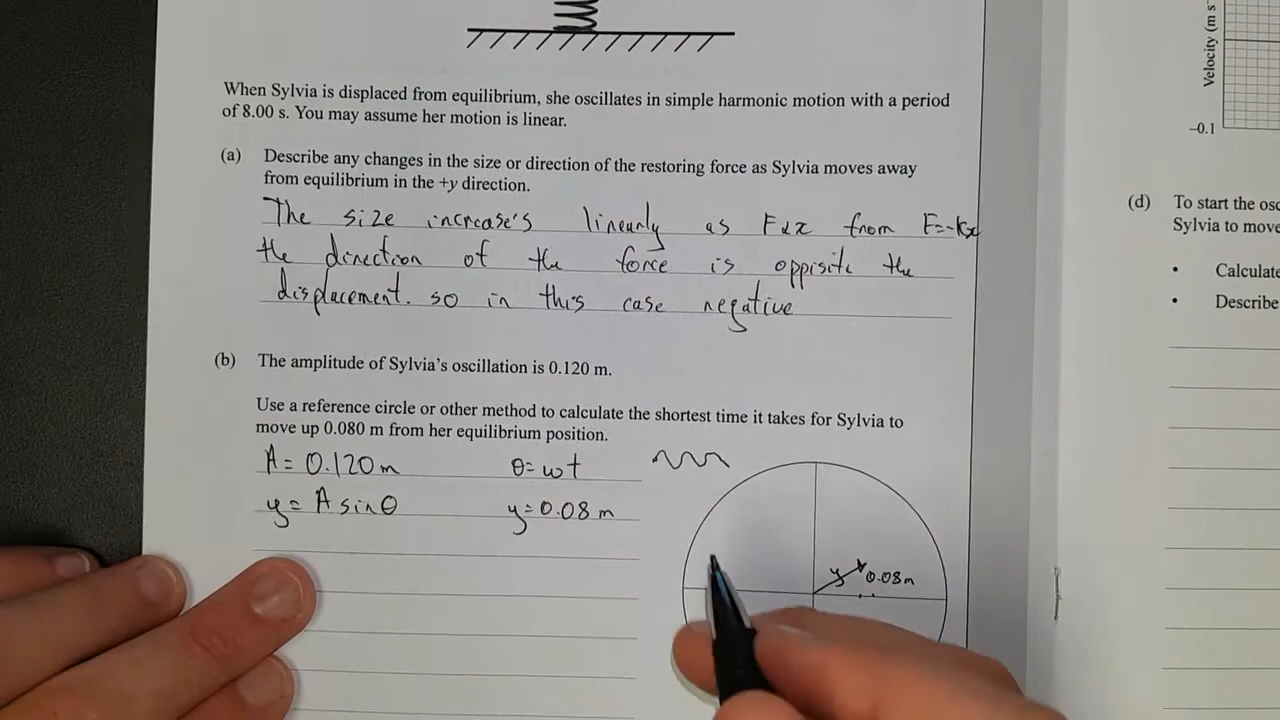 When Sylvia is displaced from equilibrium, she oscillates in simple harmonic motion with a period
of 8.00 s. You may assume her motion is linear.
(a) Describe any changes in the size or direction of the restoring force as Sylvia moves away
from equilibrium in the +y direction.
The size increase's linearly as F∝x from F=-kx
the direction of the force is oppisite the
displacement. so in this case negative
(b) The amplitude of Sylvia's oscillation is 0.120 m.
Use a reference circle or other method to calculate the shortest time it takes for Sylvia to
move up 0.080 m from her equilibrium position.
A = 0.120m θ=ωt
y = A sinθ y=0.08 m
y 0.08m
Velocity (m s
–0.1
(d) To start the osc
Sylvia to move
• Calculate
• Describe